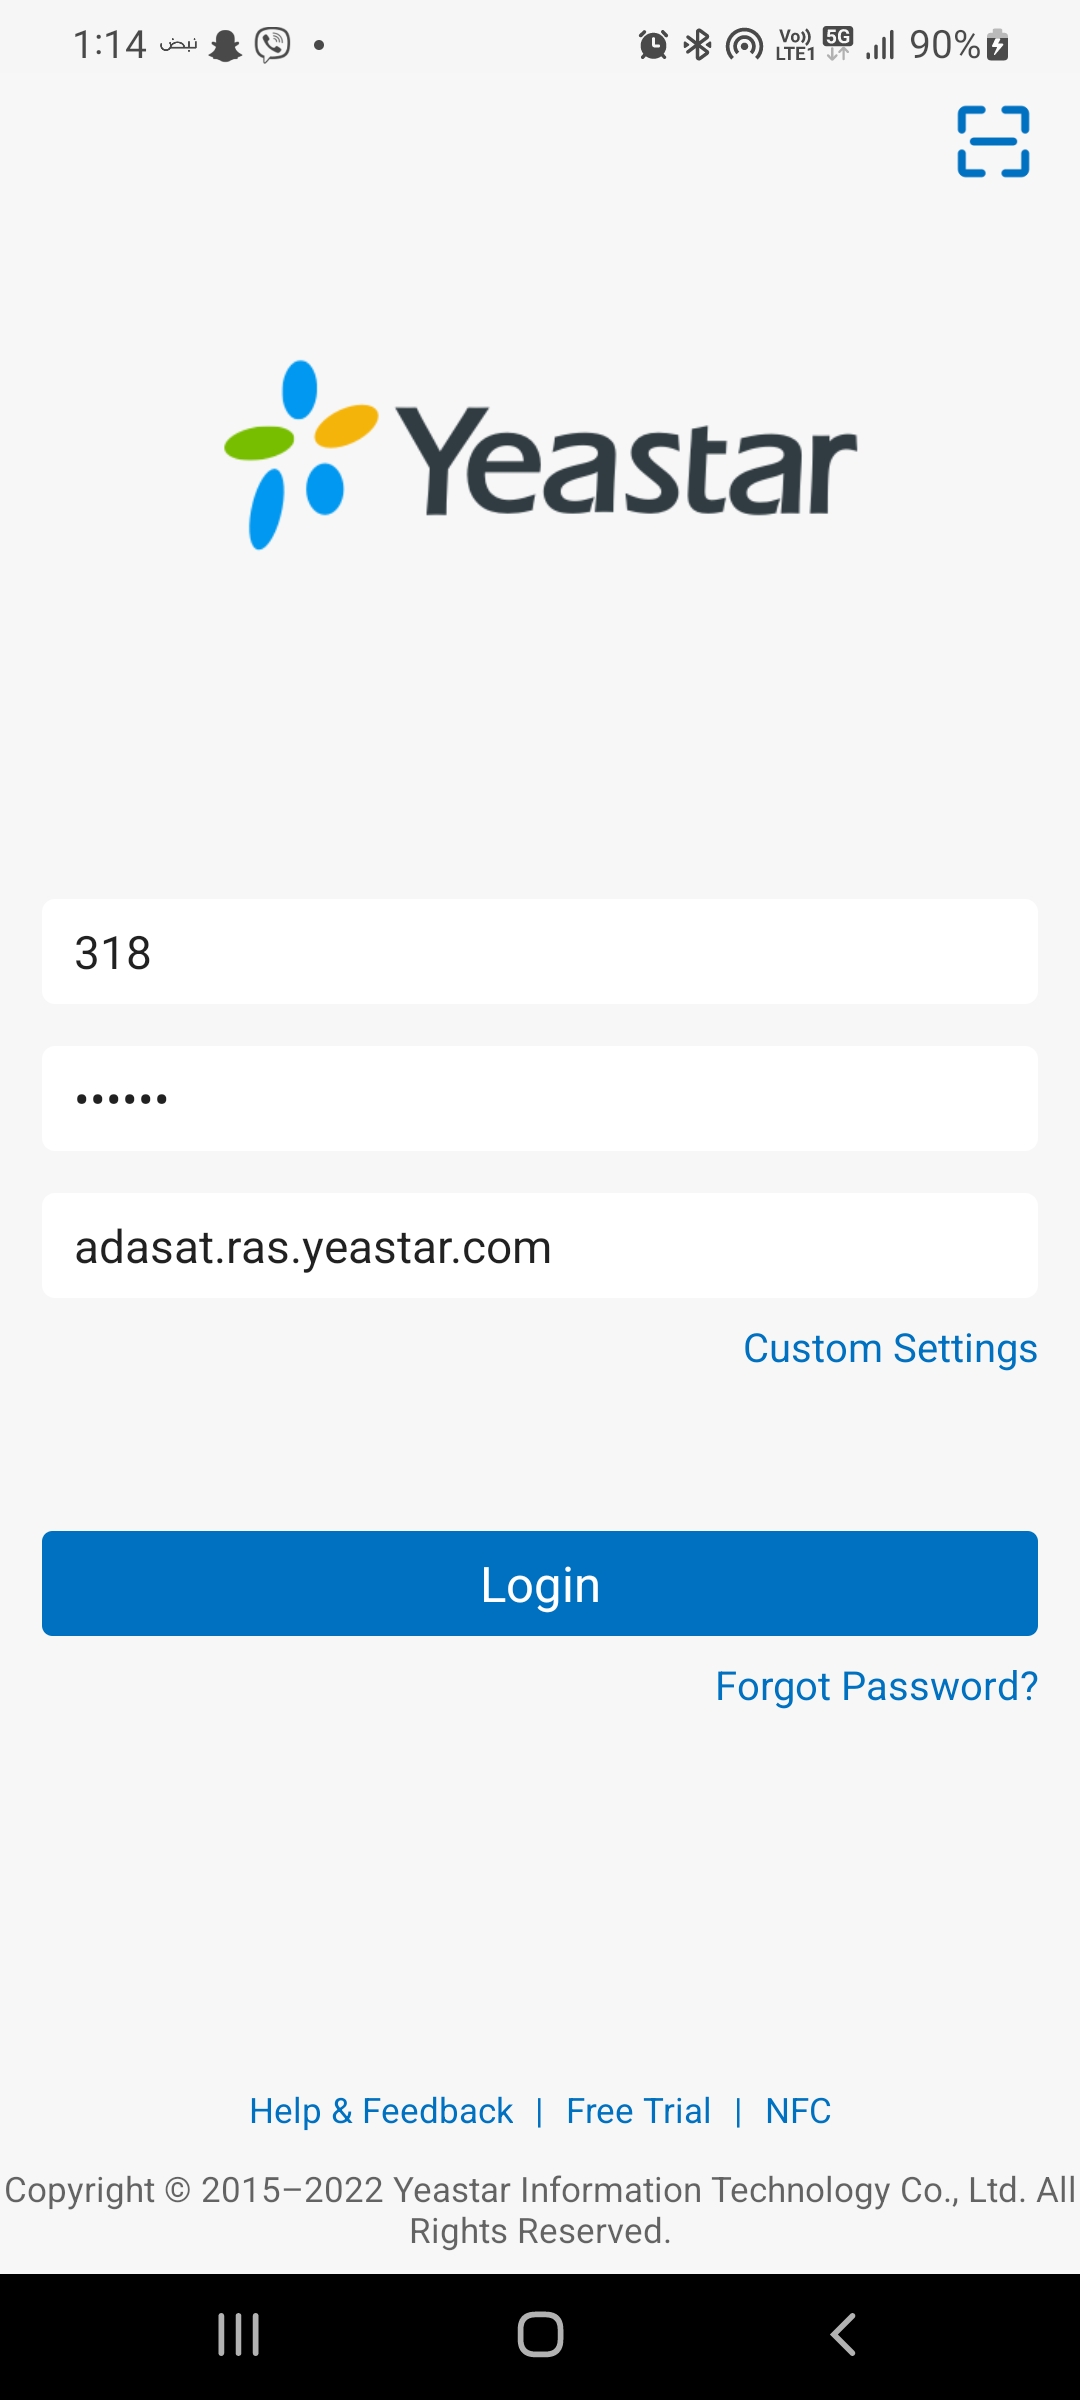 1:14 نبض Vo)) LTE1 5G 90%
Yeastar
318
••••••
adasat.ras.yeastar.com
Custom Settings
Login
Forgot Password?
Help & Feedback | Free Trial | NFC
Copyright © 2015–2022 Yeastar Information Technology Co., Ltd. All
Rights Reserved.